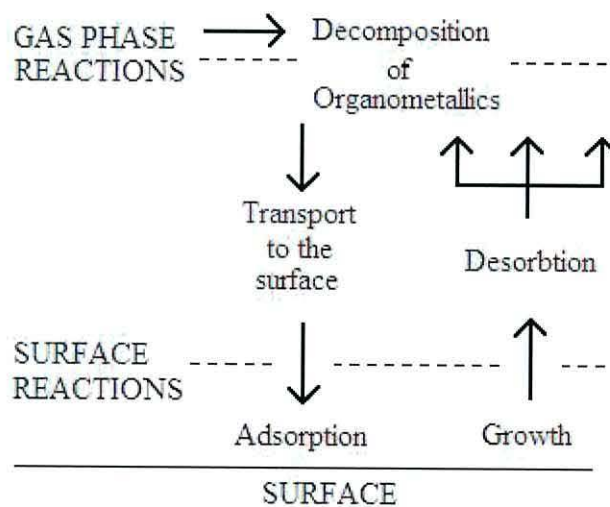 GAS PHASE
REACTIONS
Decomposition
of
Organometallics
Transport
to the
surface
Desorbtion
SURFACE
REACTIONS
Adsorption
Growth
SURFACE